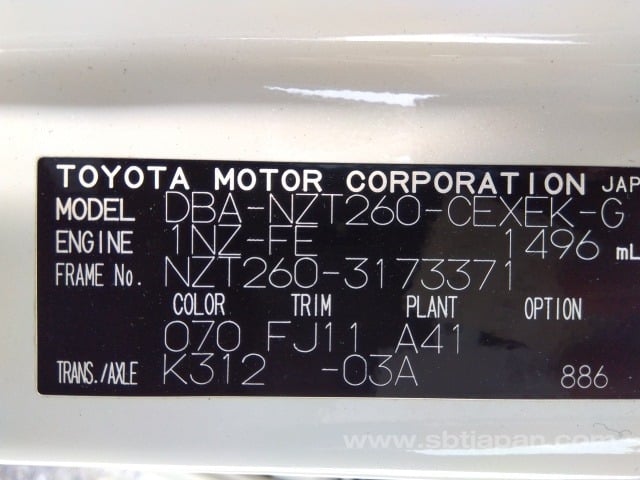 TOYOTA MOTOR CORPORATION JAP
MODEL DBA-NZT260-CEXEK-G
ENGINE 1NZ-FE 1496 mL
FRAME No. NZT260-3173371
COLOR TRIM PLANT OPTION
070 FJ11 A41
TRANS./AXLE K312 -03A 886
www.sbtjapan.com